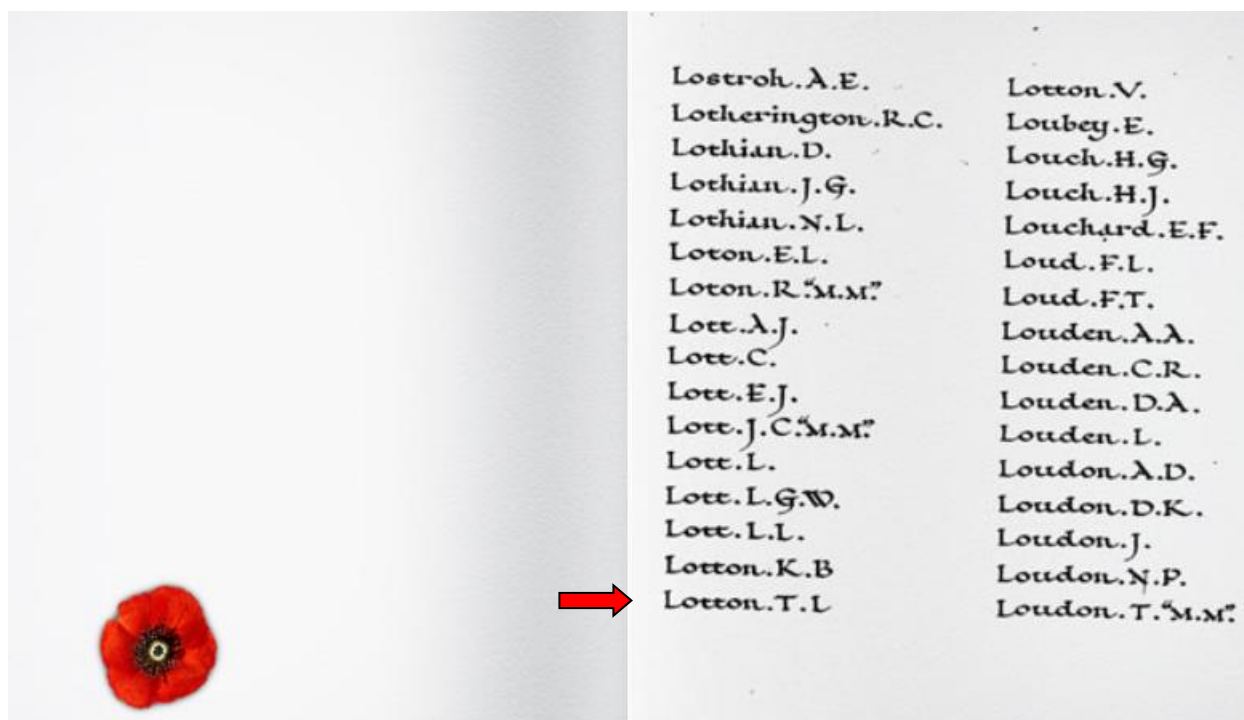 Lostroh.A.E.
Lotherington.R.C.
Lothian.D.
Lothian.J.G.
Lothian.N.L.
Loton.E.L.
Loton.R."M.M."
Lott.A.J.
Lott.C.
Lott.E.J.
Lott.J.C."M.M."
Lott.L.
Lott.L.G.W.
Lott.L.L.
Lotton.K.B
Lotton.T.L
Lotton.V.
Loubey.E.
Louch.H.G.
Louch.H.J.
Louchard.E.F.
Loud.F.L.
Loud.F.T.
Louden.A.A.
Louden.C.R.
Louden.D.A.
Louden.L.
Loudon.A.D.
Loudon.D.K.
Loudon.J.
Loudon.N.P.
Loudon.T."M.M".